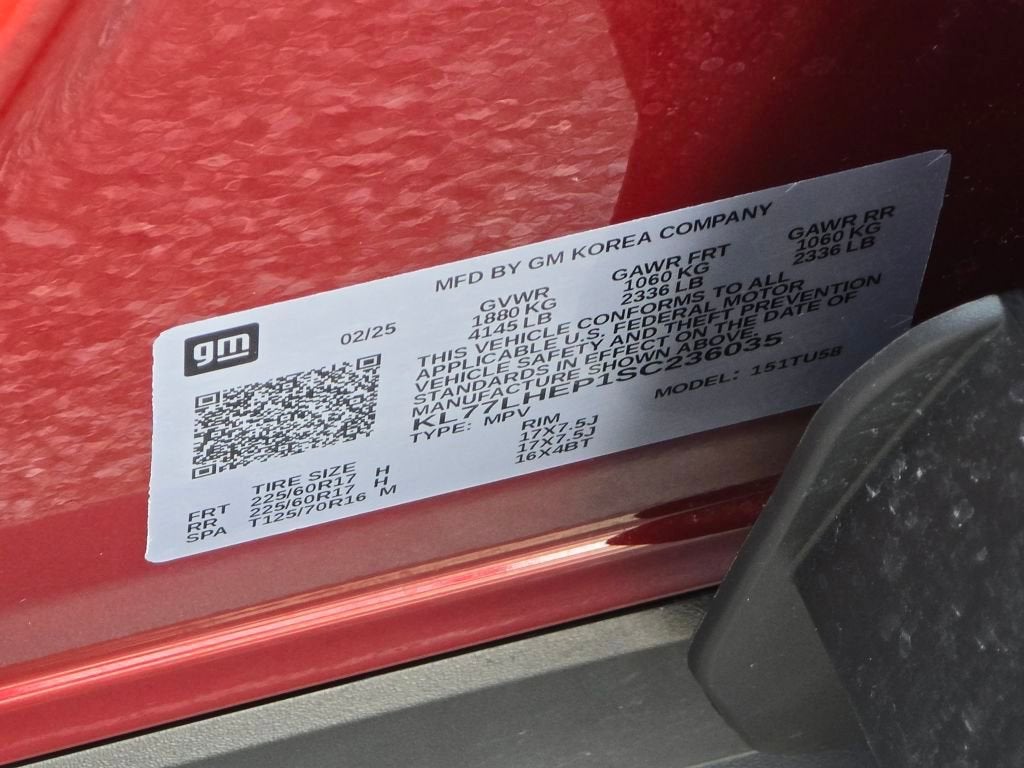 MFD BY GM KOREA COMPANY
gm
02/25
GVWR GAWR FRT GAWR RR
1880 KG 1060 KG 1060 KG
4145 LB 2336 LB 2336 LB
THIS VEHICLE CONFORMS TO ALL
APPLICABLE U.S. FEDERAL MOTOR
VEHICLE SAFETY AND THEFT PREVENTION
STANDARDS IN EFFECT ON THE DATE OF
MANUFACTURE SHOWN ABOVE.
KL77LHEP1SC236035
TYPE: MPV MODEL: 151TU58
TIRE SIZE RIM
FRT 225/60R17 H 17X7.5J
RR 225/60R17 H 17X7.5J
SPA T125/70R16 M 16X4BT